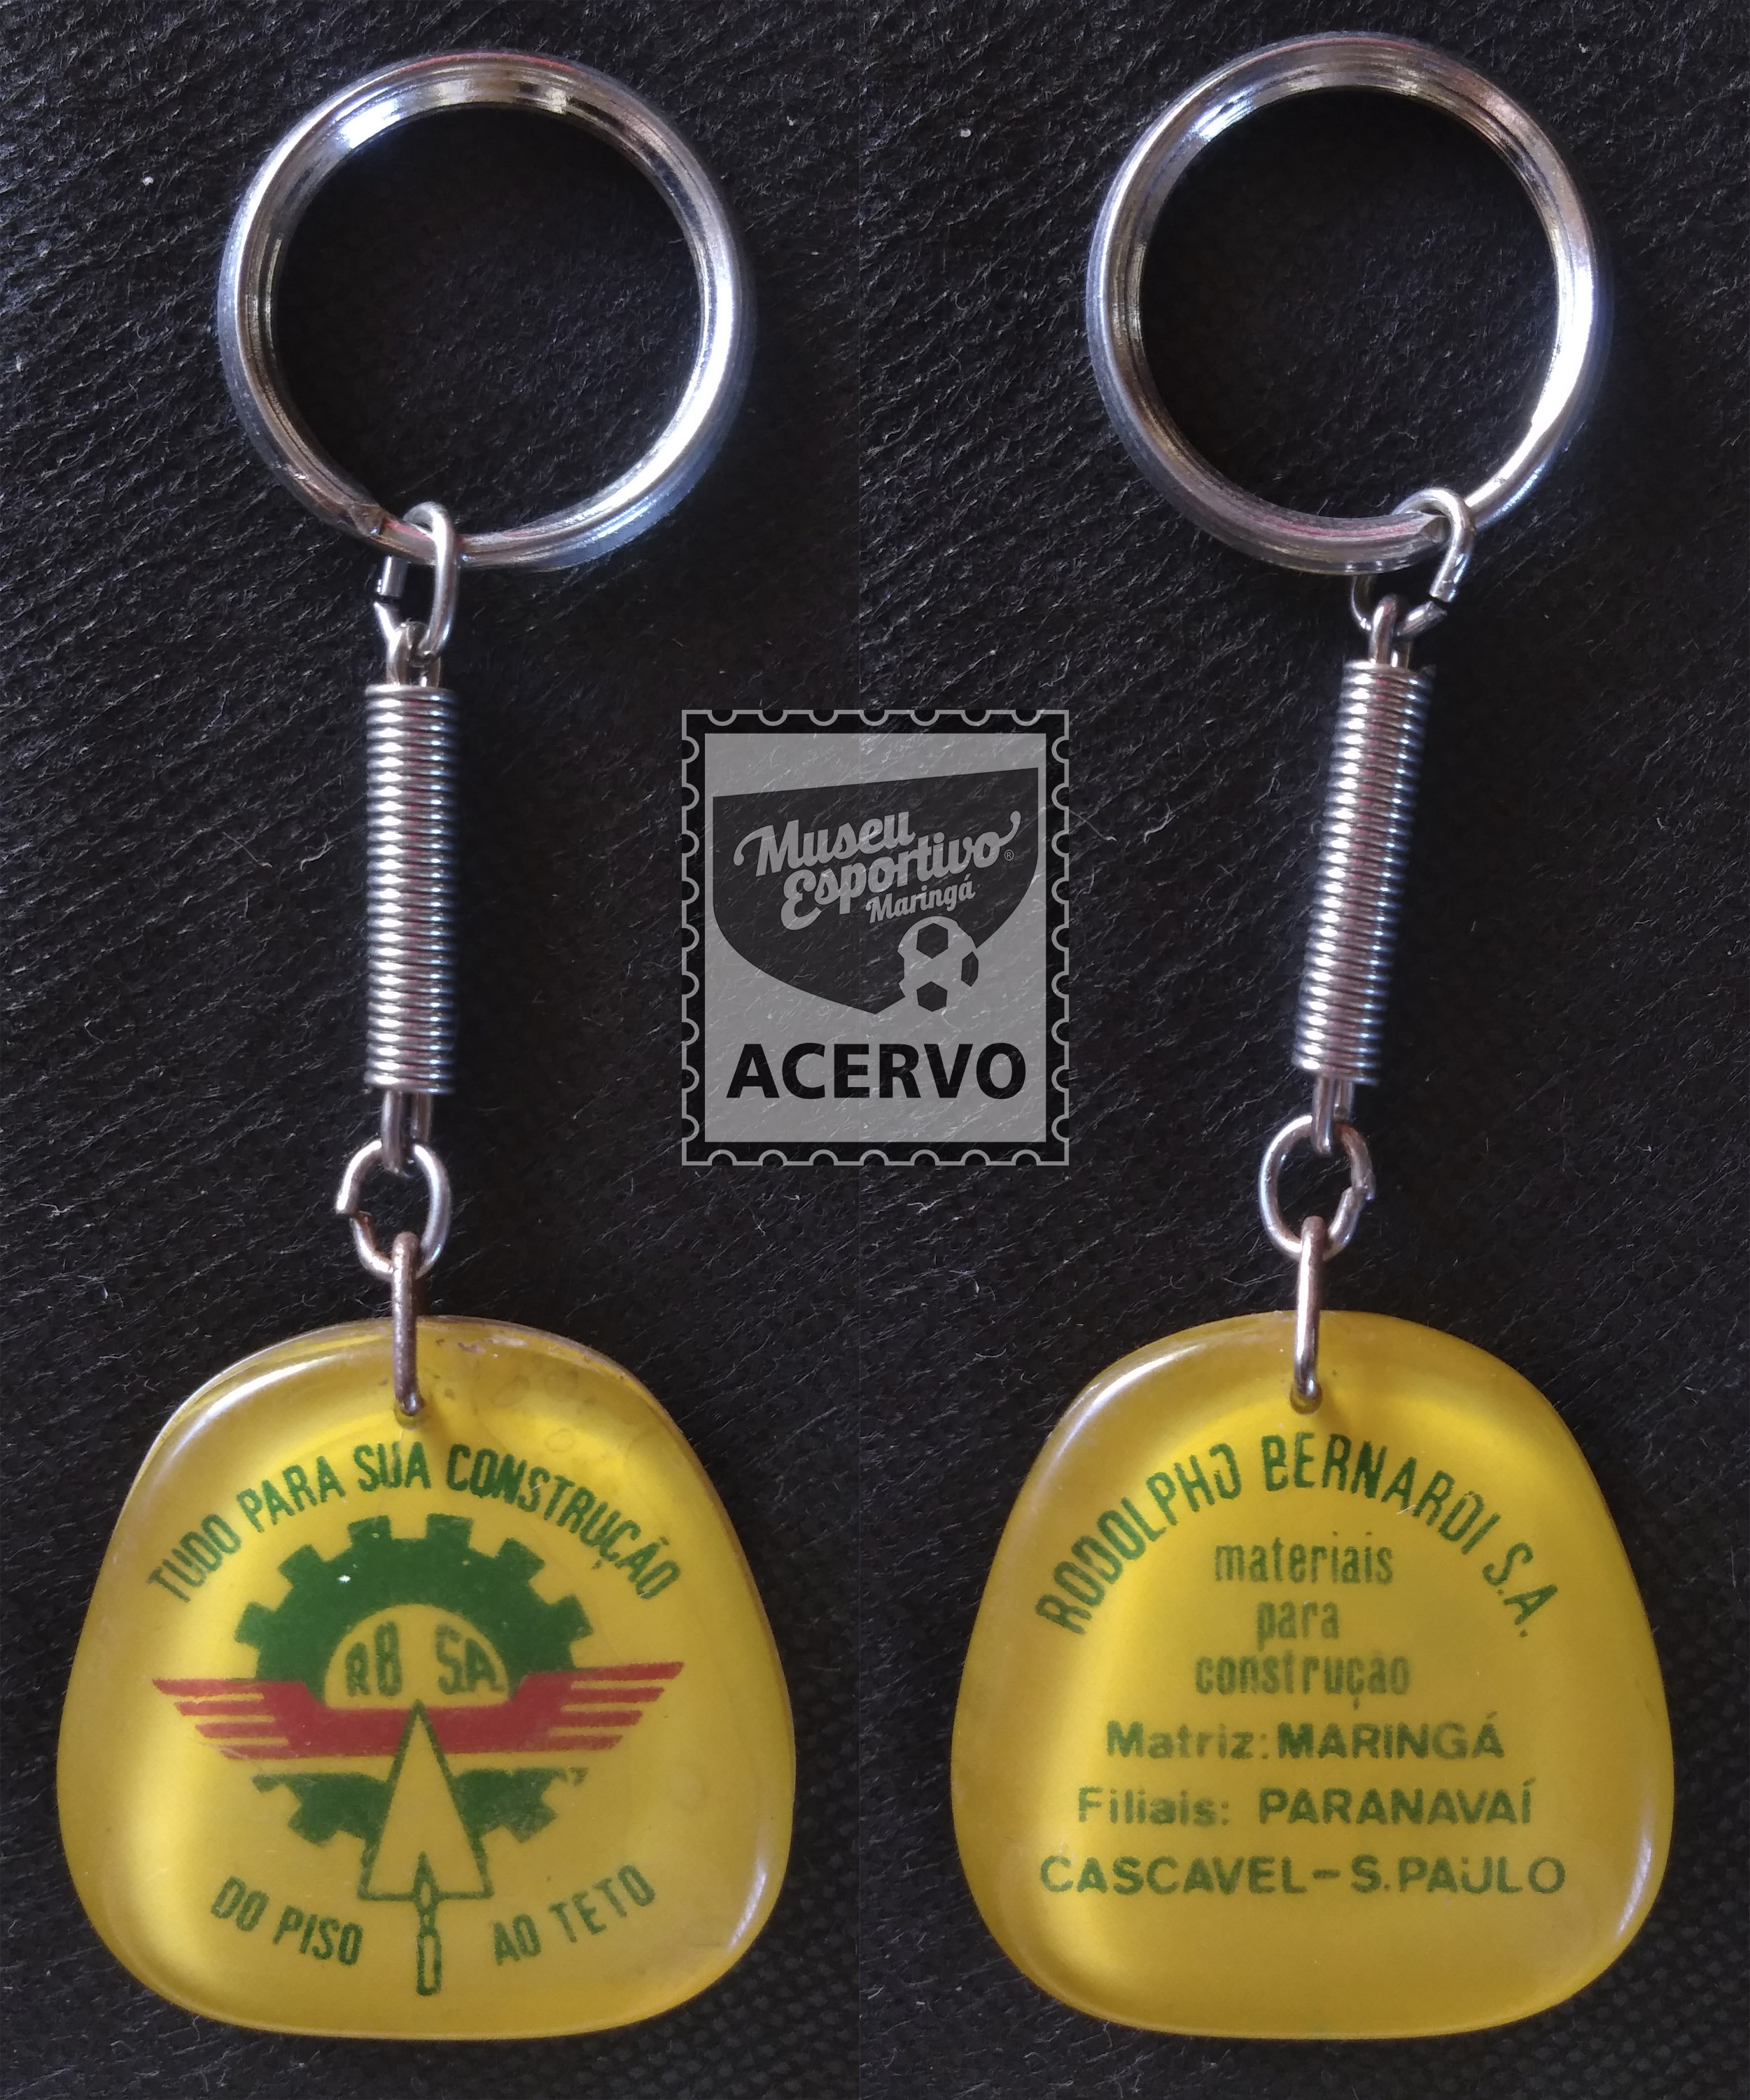 TUDO PARA SUA CONSTRUÇÃO
RB SA
DO PISO AO TETO
Museu
Esportivo®
Maringá
ACERVO
RODOLPHO BERNARDI S.A.
materiais
para
construção
Matriz: MARINGÁ
Filiais: PARANAVAÍ
CASCAVEL-S.PAULO